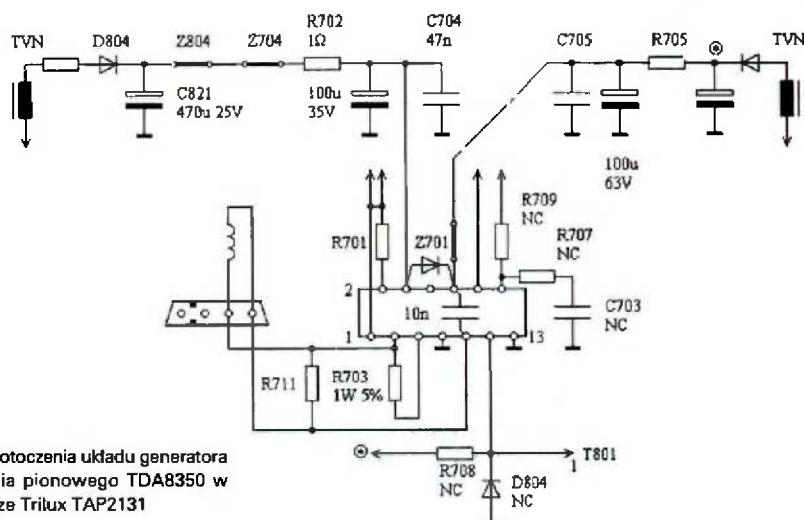 TVN
D804
Z804
Z704
R702
1Ω
C704
47n
C705
R705
TVN
C821
470u 25V
100u
35V
100u
63V
R701
Z701
R709
NC
R707
NC
2
10n
C703
NC
1
13
R711
R703
1W 5%
R708
NC
T801
1
D804
NC
otoczenia układu generatora
ia pionowego TDA8350 w
ze Trilux TAP2131